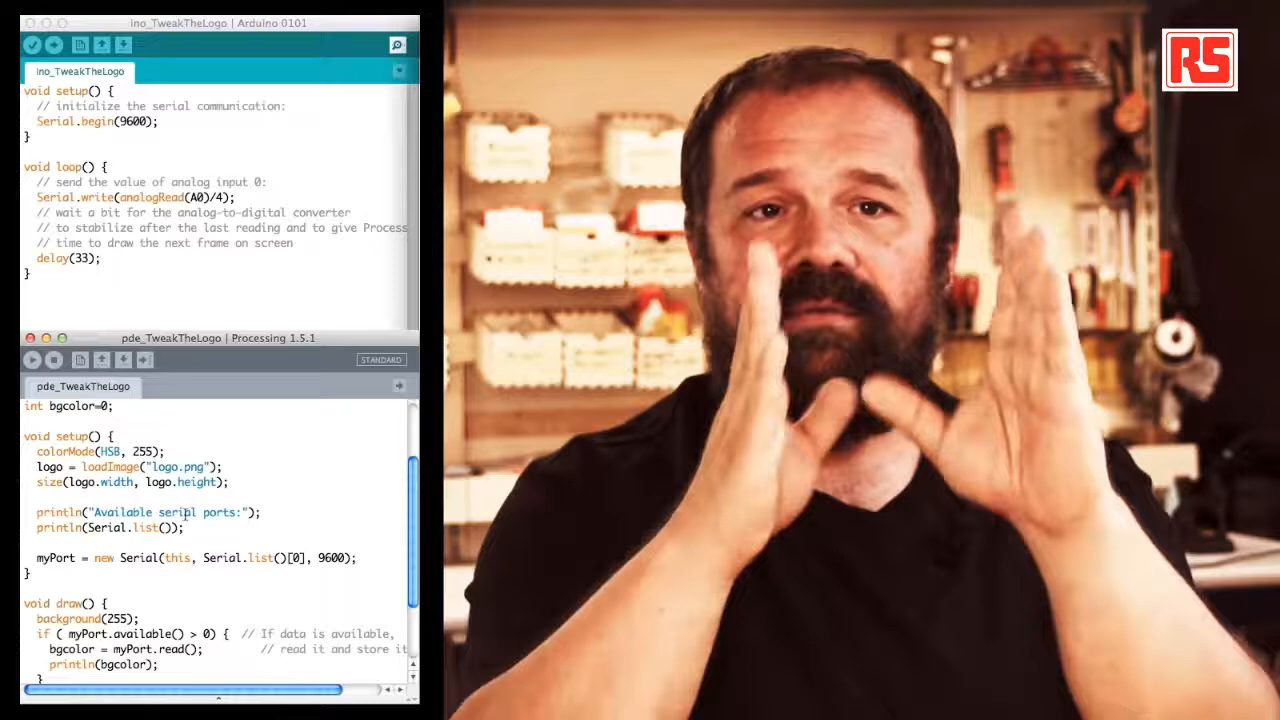 ino_TweakTheLogo | Arduino 0101
ino_TweakTheLogo
void setup() {
// initialize the serial communication:
Serial.begin(9600);
}
void loop() {
// send the value of analog input 0:
Serial.write(analogRead(A0)/4);
// wait a bit for the analog-to-digital converter
// to stabilize after the last reading and to give Process
// time to draw the next frame on screen
delay(33);
}
pde_TweakTheLogo | Processing 1.5.1
STANDARD
pde_TweakTheLogo
int bgcolor=0;
void setup() {
colorMode(HSB, 255);
logo = loadImage("logo.png");
size(logo.width, logo.height);
println("Available serial ports:");
println(Serial.list());
myPort = new Serial(this, Serial.list()[0], 9600);
}
void draw() {
background(255);
if ( myPort.available() > 0) { // If data is available,
bgcolor = myPort.read(); // read it and store it
println(bgcolor);
}
RS